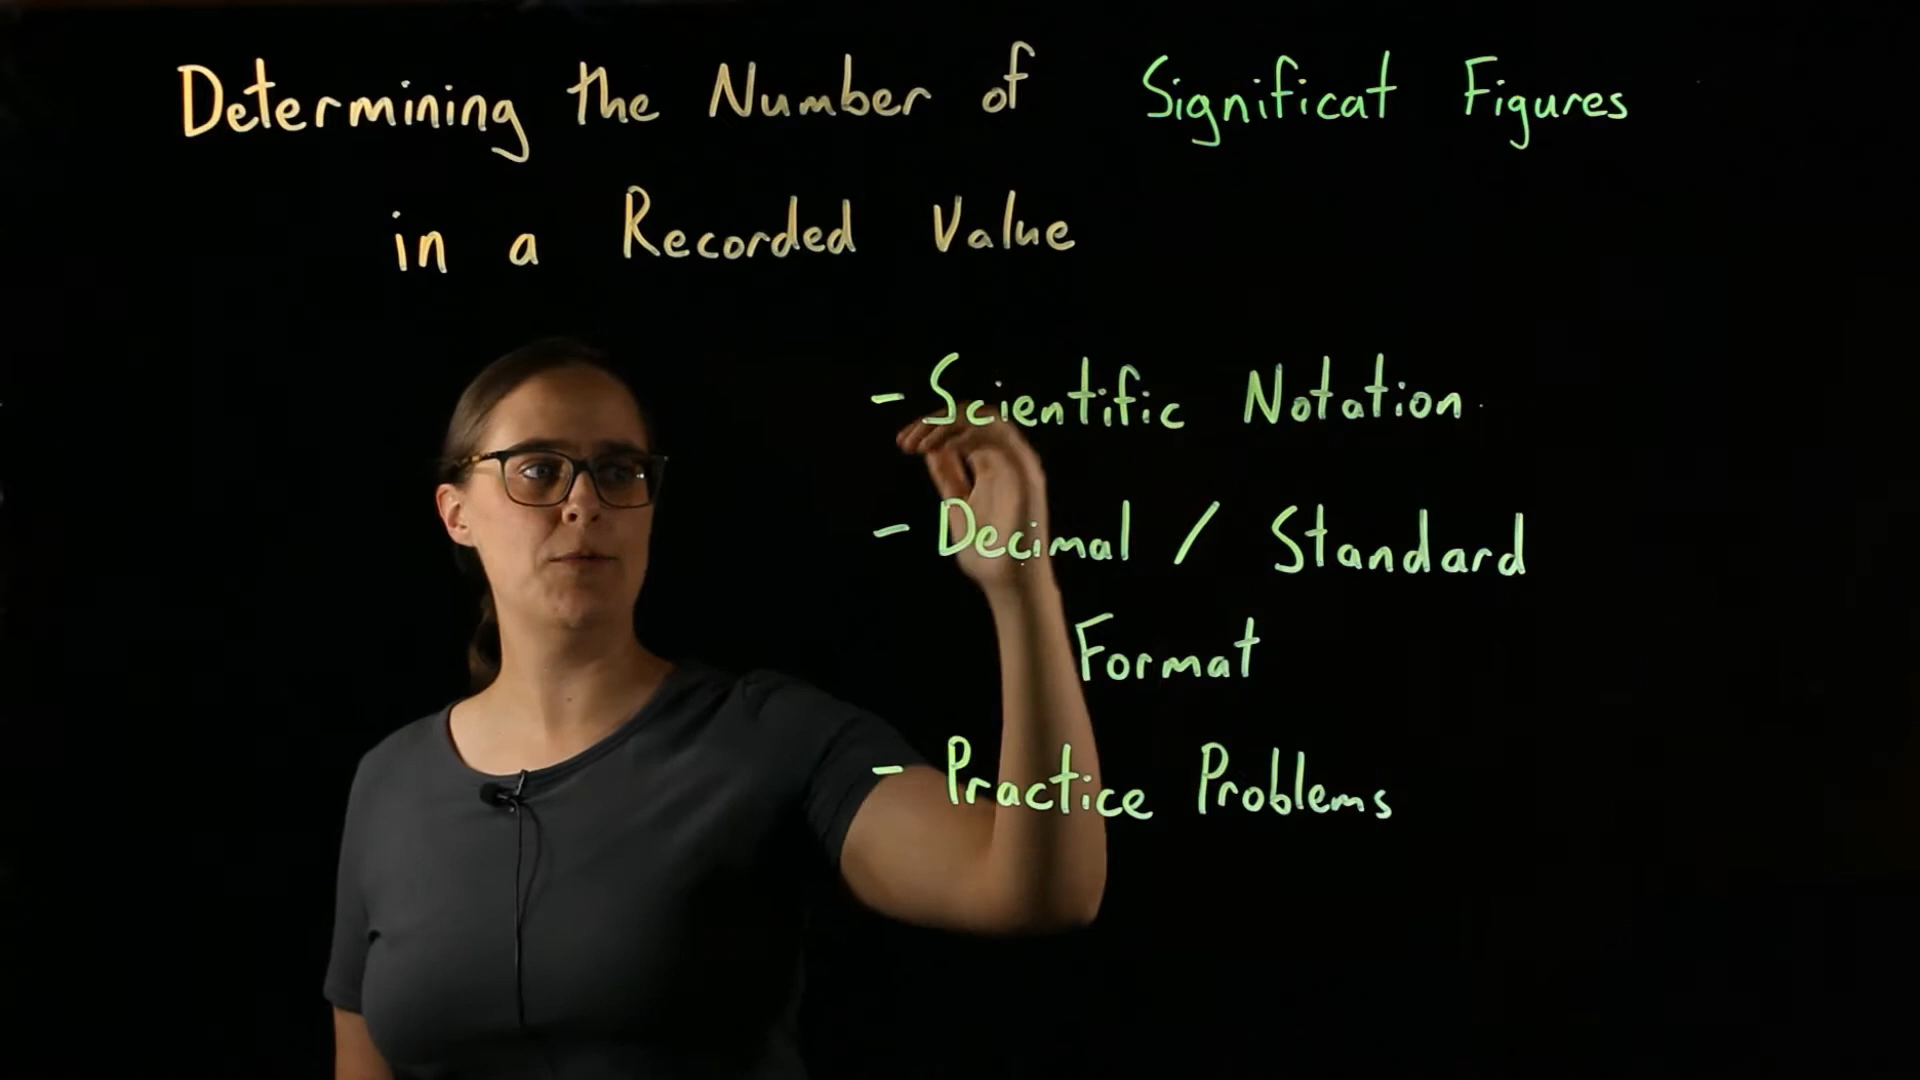 Determining the Number of Significat Figures
in a Recorded Value
- Scientific Notation
- Decimal / Standard
Format
- Practice Problems